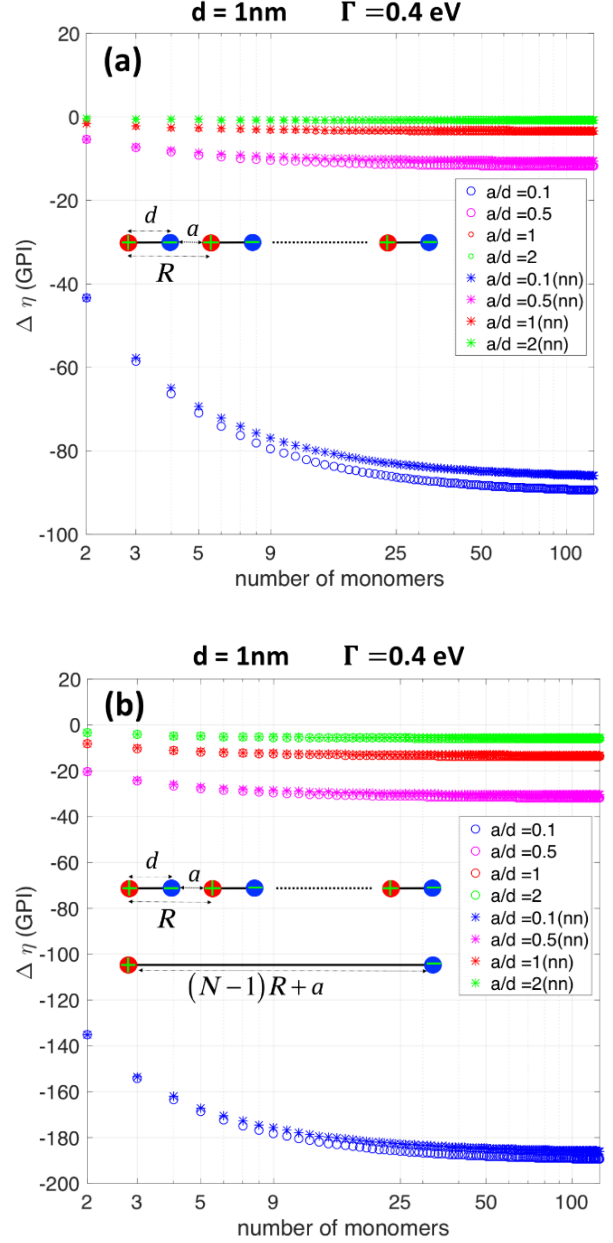 d = 1nm Γ =0.4 eV
(a)
20
0
-20
-40
-60
-80
-100
Δ η (GPI)
d
a
R
a/d =0.1
a/d =0.5
a/d =1
a/d =2
a/d =0.1(nn)
a/d =0.5(nn)
a/d =1(nn)
a/d =2(nn)
2 3 5 9 25 50 100
number of monomers
d = 1nm Γ =0.4 eV
(b)
20
0
-20
-40
-60
-80
-100
-120
-140
-160
-180
-200
Δ η (GPI)
d
a
R
(N−1)R+a
a/d =0.1
a/d =0.5
a/d =1
a/d =2
a/d =0.1(nn)
a/d =0.5(nn)
a/d =1(nn)
a/d =2(nn)
2 3 5 9 25 50 100
number of monomers